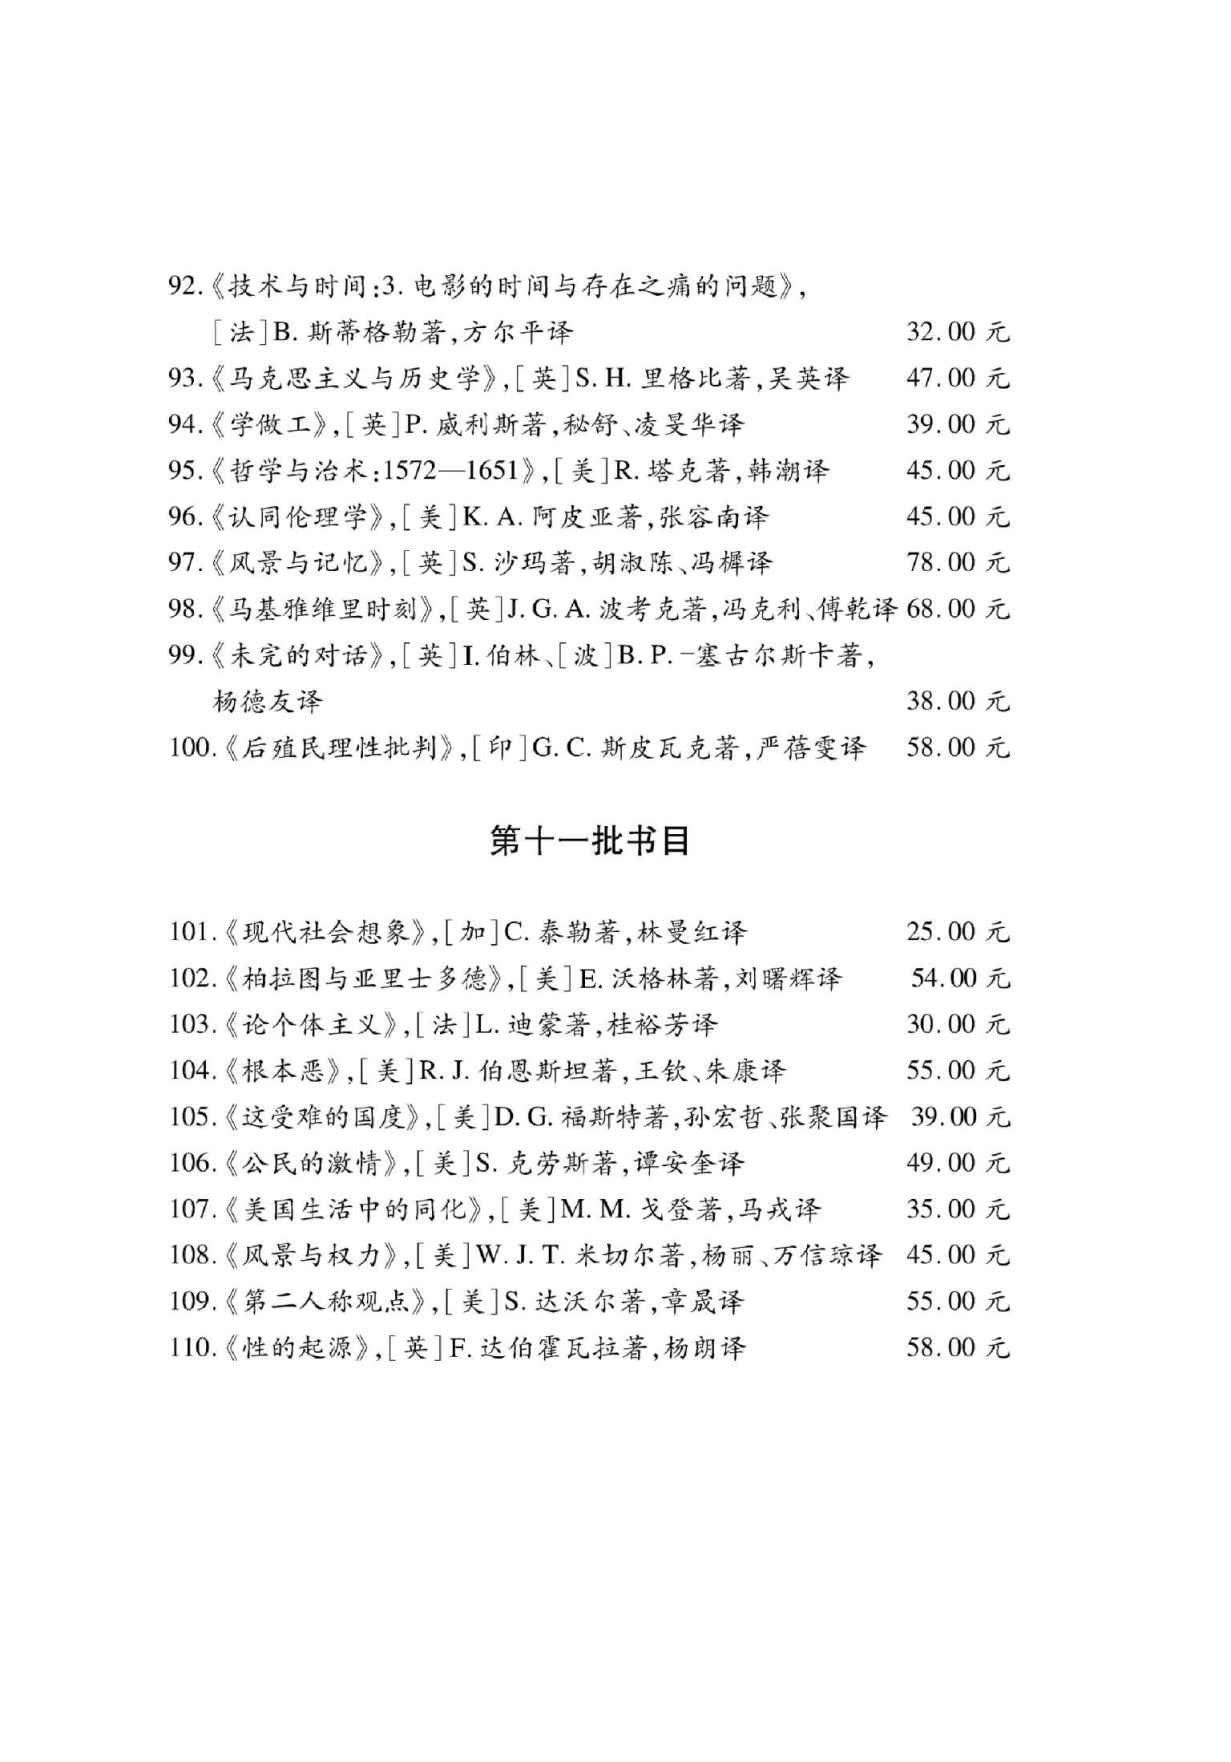 92.《技术与时间:3. 电影的时间与存在之痛的问题》,
[法]B. 斯蒂格勒著,方尔平译 32.00 元
93.《马克思主义与历史学》,[英]S. H. 里格比著,吴英译 47.00 元
94.《学做工》,[英]P. 威利斯著,秘舒、凌旻华译 39.00 元
95.《哲学与治术:1572—1651》,[美]R. 塔克著,韩潮译 45.00 元
96.《认同伦理学》,[美]K. A. 阿皮亚著,张容南译 45.00 元
97.《风景与记忆》,[英]S. 沙玛著,胡淑陈、冯樨译 78.00 元
98.《马基雅维里时刻》,[英]J. G. A. 波考克著,冯克利、傅乾译 68.00 元
99.《未完的对话》,[英]I. 伯林、[波]B. P. -塞古尔斯卡著,
杨德友译 38.00 元
100.《后殖民理性批判》,[印]G. C. 斯皮瓦克著,严蓓雯译 58.00 元
第十一批书目
101.《现代社会想象》,[加]C. 泰勒著,林曼红译 25.00 元
102.《柏拉图与亚里士多德》,[美]E. 沃格林著,刘曙辉译 54.00 元
103.《论个体主义》,[法]L. 迪蒙著,桂裕芳译 30.00 元
104.《根本恶》,[美]R. J. 伯恩斯坦著,王钦、朱康译 55.00 元
105.《这受难的国度》,[美]D. G. 福斯特著,孙宏哲、张聚国译 39.00 元
106.《公民的激情》,[美]S. 克劳斯著,谭安奎译 49.00 元
107.《美国生活中的同化》,[美]M. M. 戈登著,马戎译 35.00 元
108.《风景与权力》,[美]W. J. T. 米切尔著,杨丽、万信琼译 45.00 元
109.《第二人称观点》,[美]S. 达沃尔著,章晟译 55.00 元
110.《性的起源》,[英]F. 达伯霍瓦拉著,杨朗译 58.00 元